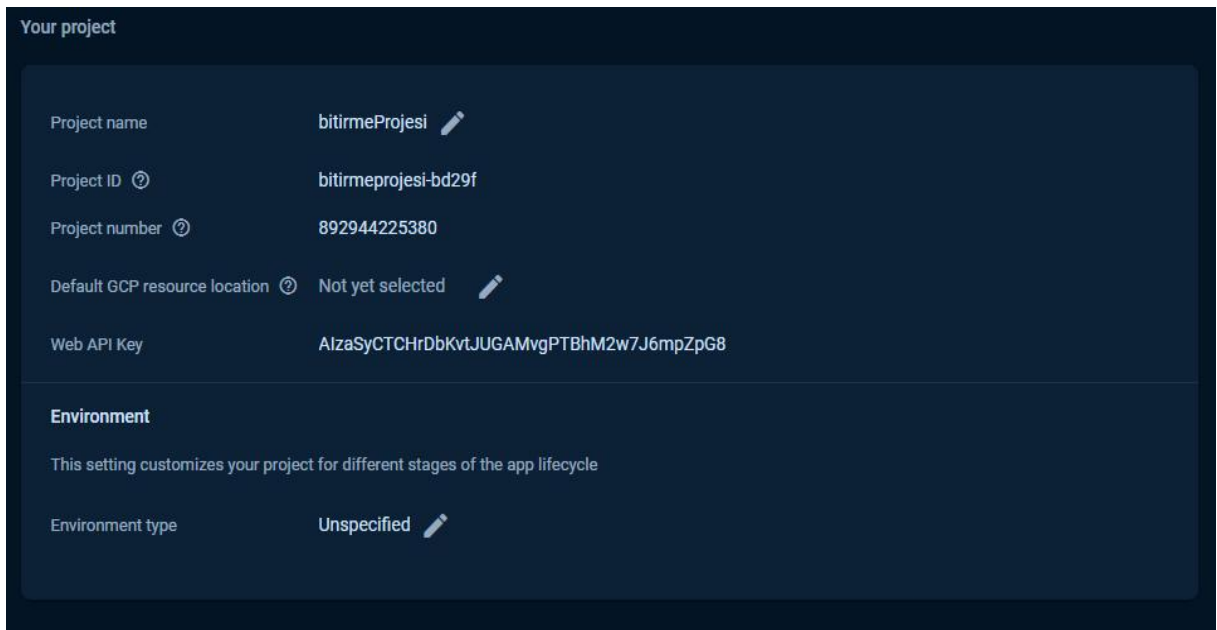 Your project
Project name bitirmeProjesi
Project ID bitirmeprojesi-bd29f
Project number 892944225380
Default GCP resource location Not yet selected
Web API Key AIzaSyCTCHrDbKvtJUGAMvgPTBhM2w7J6mpZpG8
Environment
This setting customizes your project for different stages of the app lifecycle
Environment type Unspecified